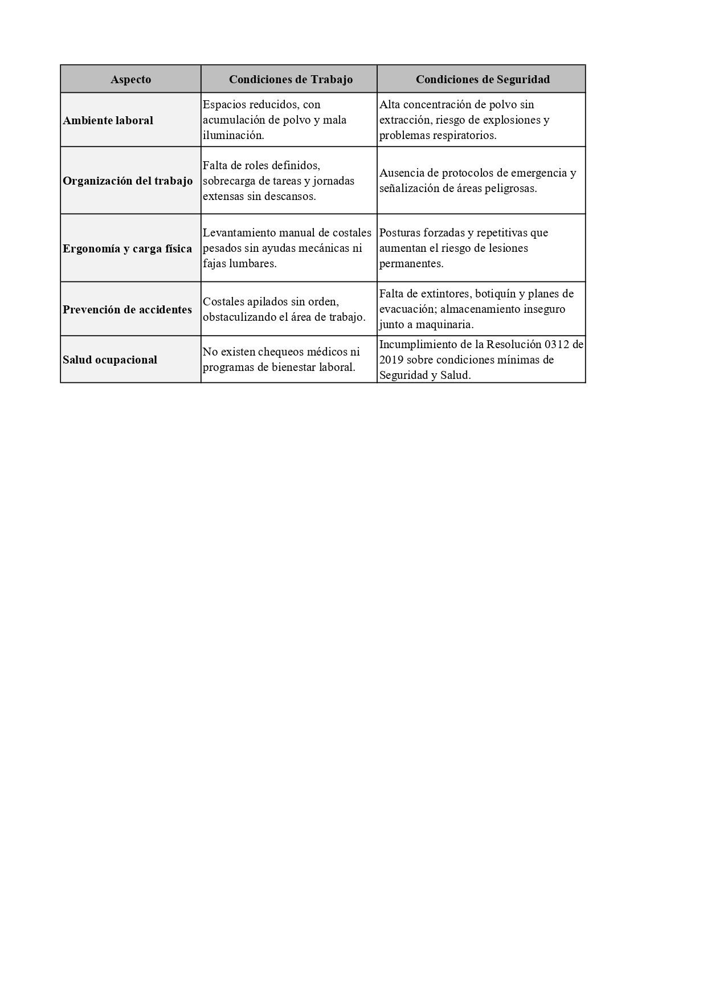 Aspecto
Condiciones de Trabajo
Condiciones de Seguridad
Ambiente laboral
Espacios reducidos, con
acumulación de polvo y mala
iluminación.
Alta concentración de polvo sin
extracción, riesgo de explosiones y
problemas respiratorios.
Organización del trabajo
Falta de roles definidos,
sobrecarga de tareas y jornadas
extensas sin descansos.
Ausencia de protocolos de emergencia y
señalización de áreas peligrosas.
Ergonomía y carga física
Levantamiento manual de costales
pesados sin ayudas mecánicas ni
fajas lumbares.
Posturas forzadas y repetitivas que
aumentan el riesgo de lesiones
permanentes.
Prevención de accidentes
Costales apilados sin orden,
obstaculizando el área de trabajo.
Falta de extintores, botiquín y planes de
evacuación; almacenamiento inseguro
junto a maquinaria.
Salud ocupacional
No existen chequeos médicos ni
programas de bienestar laboral.
Incumplimiento de la Resolución 0312 de
2019 sobre condiciones mínimas de
Seguridad y Salud.